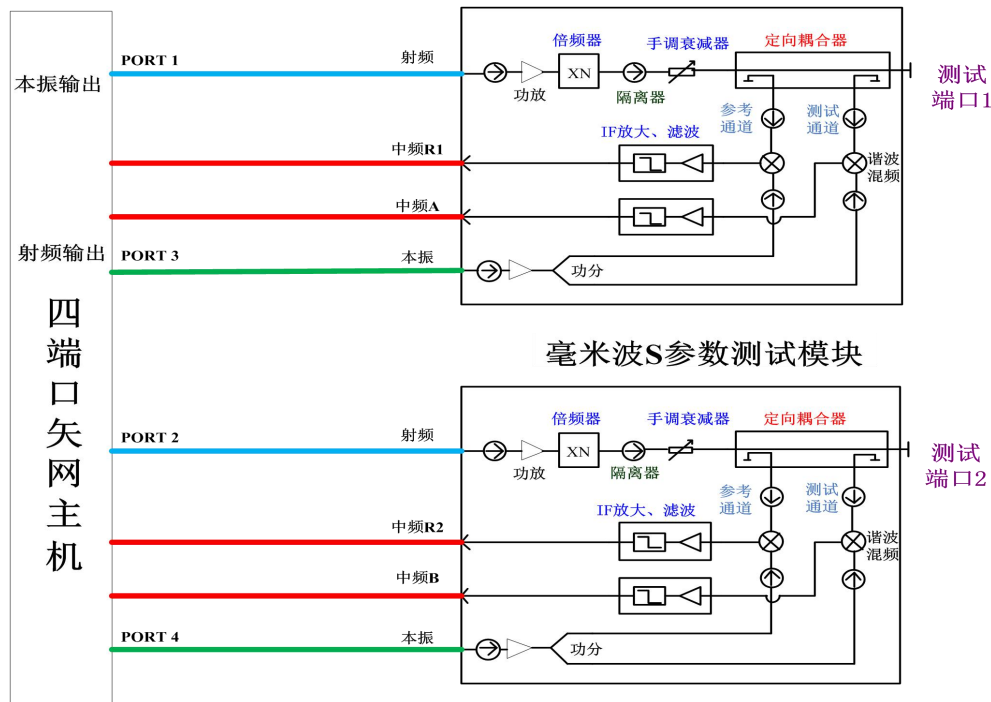 本振输出
射频输出
四端口矢网主机
PORT 1
射频
功放
倍频器
XN
隔离器
手调衰减器
定向耦合器
测试
端口1
参考
通道
测试
通道
IF放大、滤波
中频R1
谐波
混频
中频A
PORT 3
本振
功分
毫米波S参数测试模块
PORT 2
射频
功放
倍频器
XN
隔离器
手调衰减器
定向耦合器
测试
端口2
参考
通道
测试
通道
IF放大、滤波
中频R2
谐波
混频
中频B
PORT 4
本振
功分